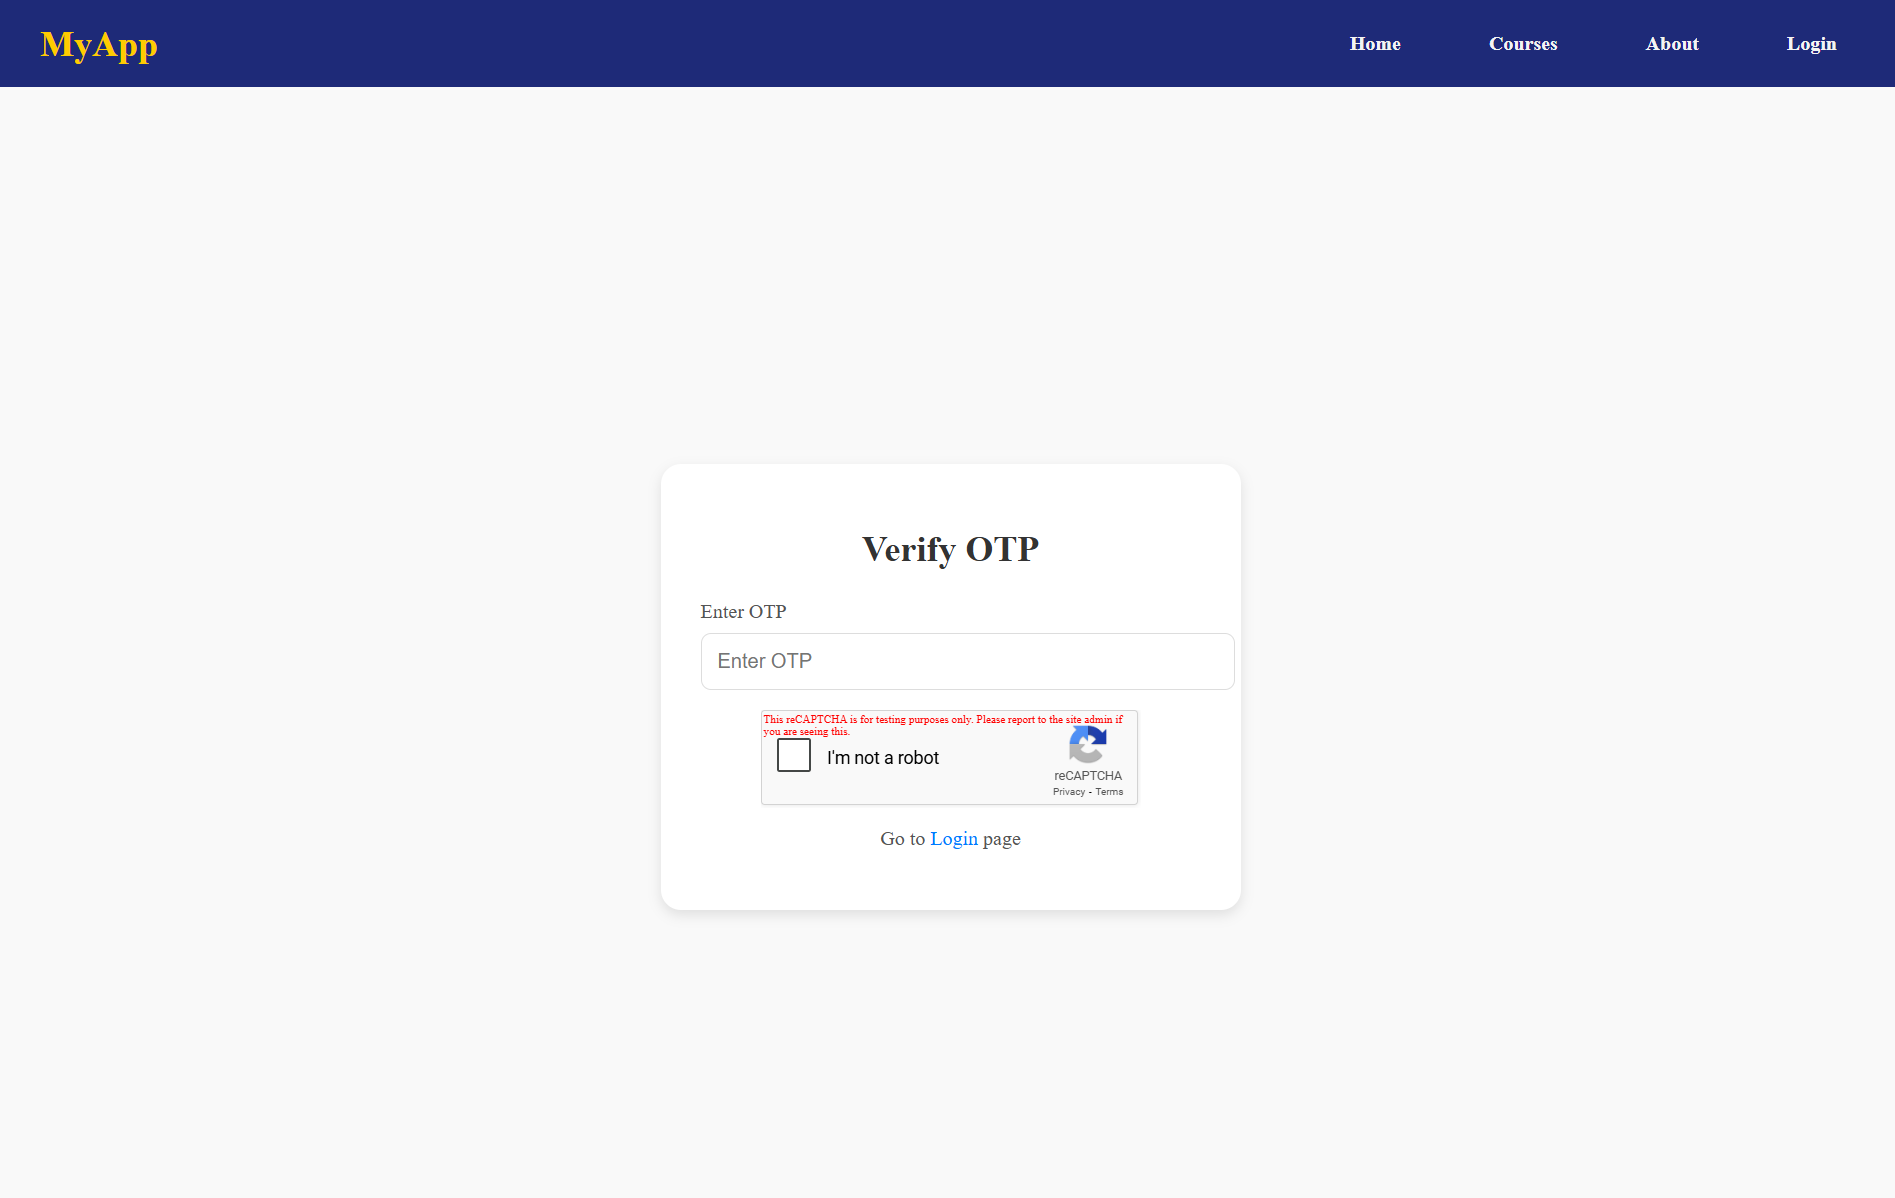 MyApp
Home Courses About Login
Verify OTP
Enter OTP
Enter OTP
This reCAPTCHA is for testing purposes only. Please report to the site admin if
you are seeing this.
I'm not a robot
reCAPTCHA
Privacy - Terms
Go to Login page